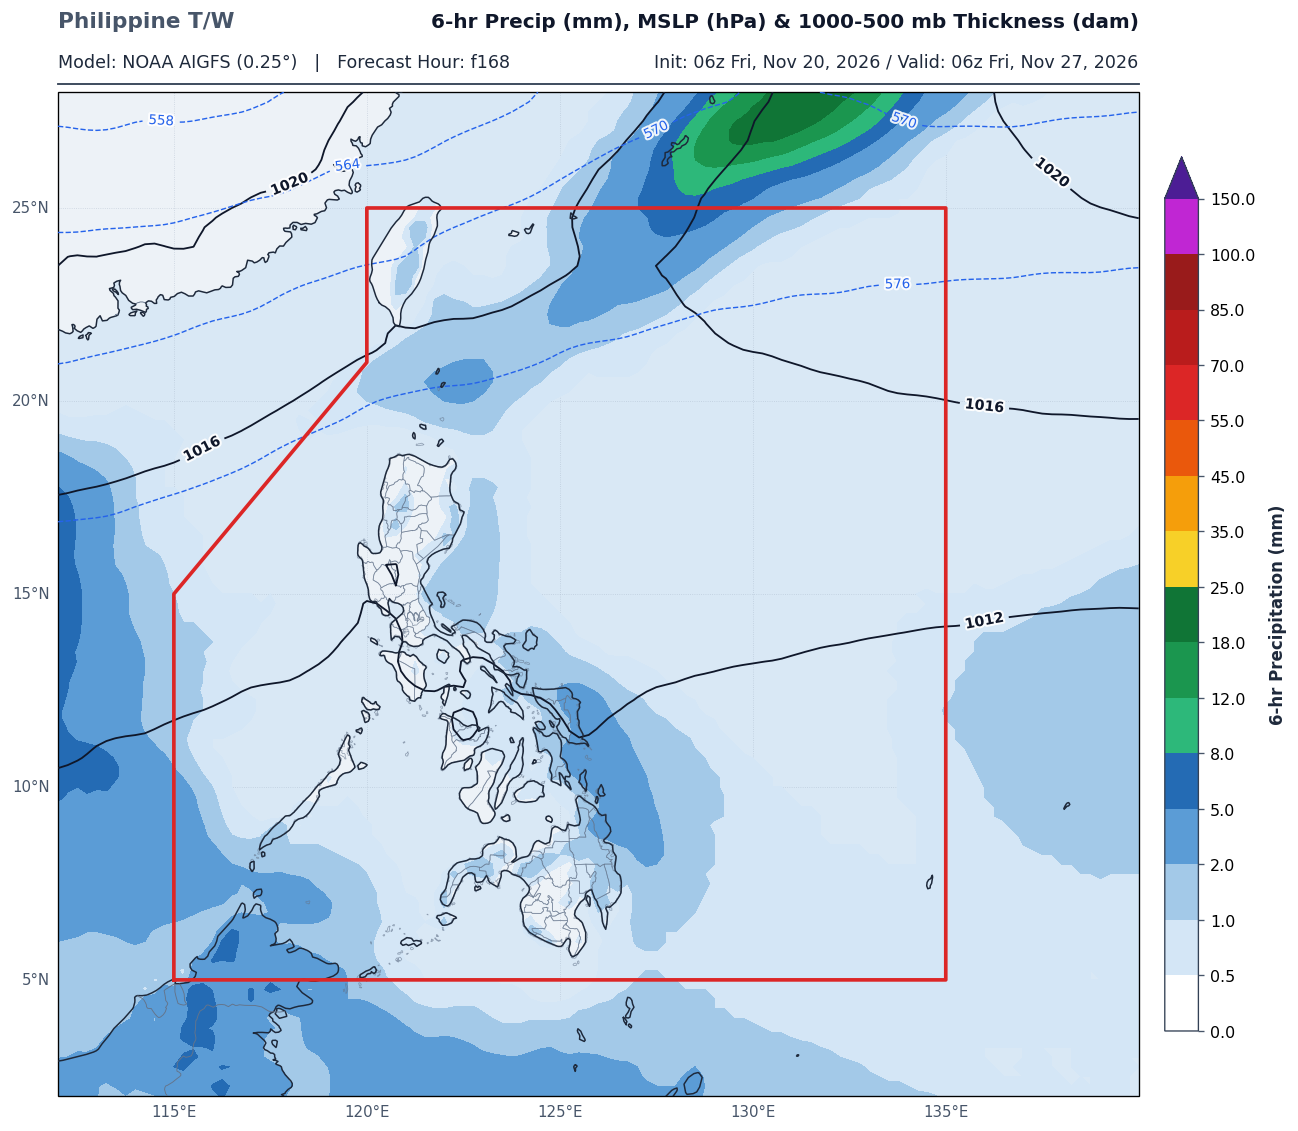 Philippine T/W
6-hr Precip (mm), MSLP (hPa) & 1000-500 mb Thickness (dam)
Model: NOAA AIGFS (0.25°) | Forecast Hour: f168
Init: 06z Fri, Nov 20, 2026 / Valid: 06z Fri, Nov 27, 2026
558
564
570
570
576
1020
1020
1016
1016
1012
25°N
20°N
15°N
10°N
5°N
115°E
120°E
125°E
130°E
135°E
150.0
100.0
85.0
70.0
55.0
45.0
35.0
25.0
18.0
12.0
8.0
5.0
2.0
1.0
0.5
0.0
6-hr Precipitation (mm)